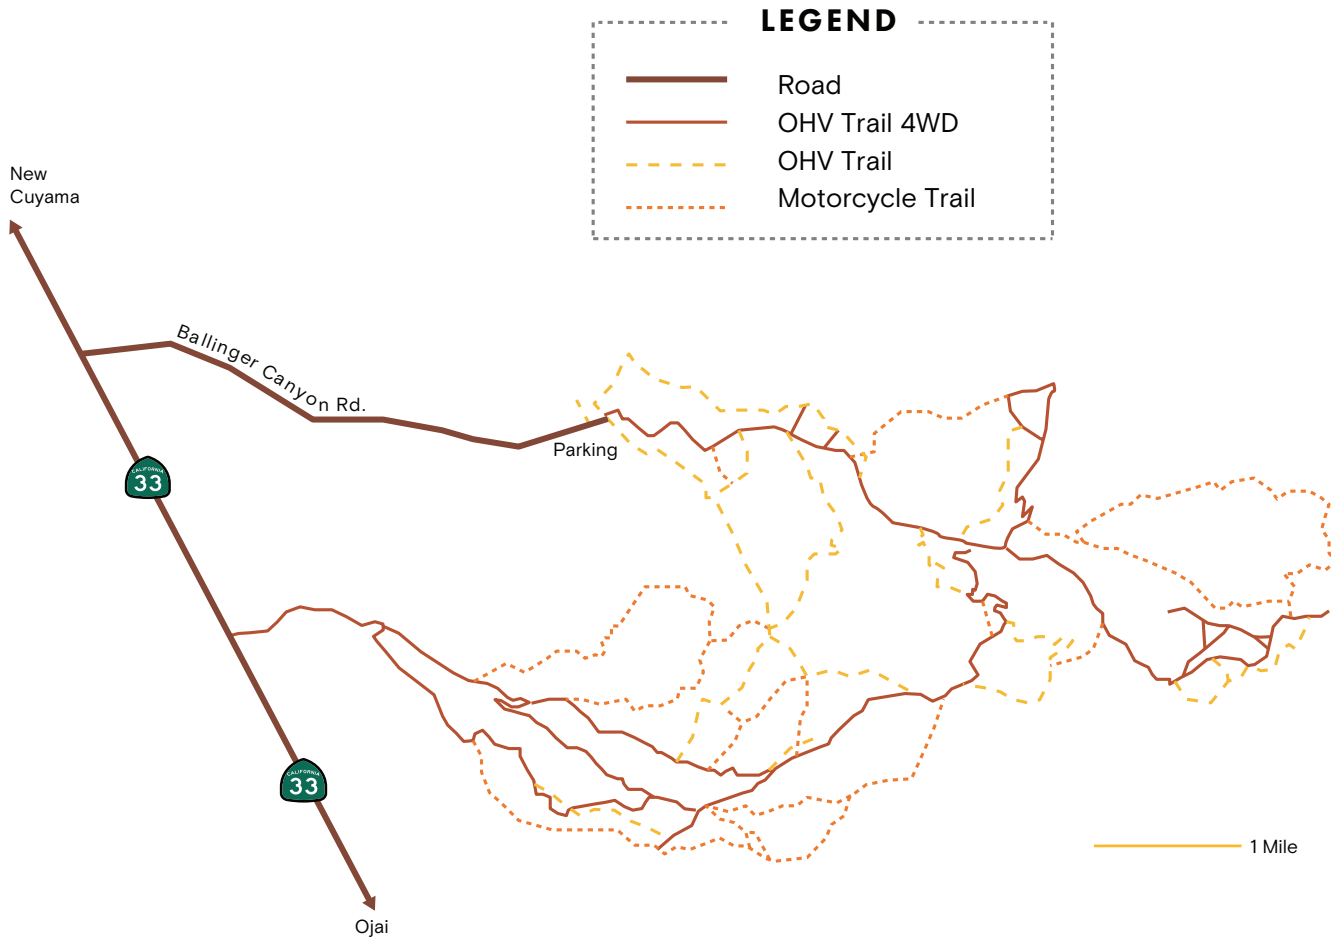 LEGEND
Road
OHV Trail 4WD
OHV Trail
Motorcycle Trail
New
Cuyama
Ballinger Canyon Rd.
Parking
CALIFORNIA
33
CALIFORNIA
33
1 Mile
Ojai